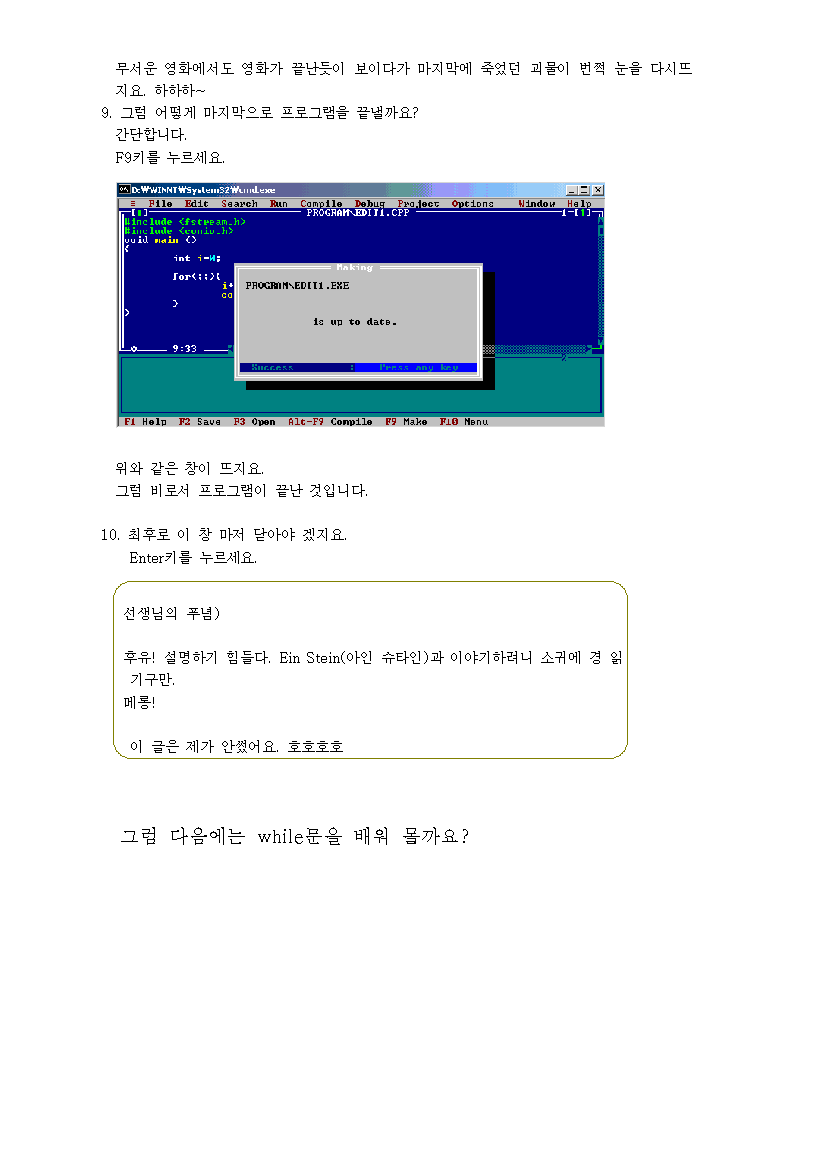 무서운 영화에서도 영화가 끝난듯이 보이다가 마지막에 죽었던 괴물이 번쩍 눈을 다시뜨
지요. 하하하~
9. 그럼 어떻게 마지막으로 프로그램을 끝낼까요?
간단합니다.
F9키를 누르세요.
D:\WINNT\System32\cmd.exe
≡ File Edit Search Run Compile Debug Project Options Window Help
PROGRAM\EDIT1.CPP 1-[↕]
#include <fstream.h>
#include <conio.h>
void main ()
{
int i=0;
for(;;){
i+
co
}
}
9:33
Making
PROGRAM\EDIT1.EXE
is up to date.
Success : Press any key
F1 Help F2 Save F3 Open Alt-F9 Compile F9 Make F10 Menu
위와 같은 창이 뜨지요.
그럼 비로서 프로그램이 끝난 것입니다.
10. 최후로 이 창 마저 닫아야 겠지요.
Enter키를 누르세요.
선생님의 푸념)
후유! 설명하기 힘들다. Ein Stein(아인 슈타인)과 이야기하려니 소귀에 경 읽
기구만.
메롱!
이 글은 제가 안썼어요. 호호호호
그럼 다음에는 while문을 배워 볼까요?